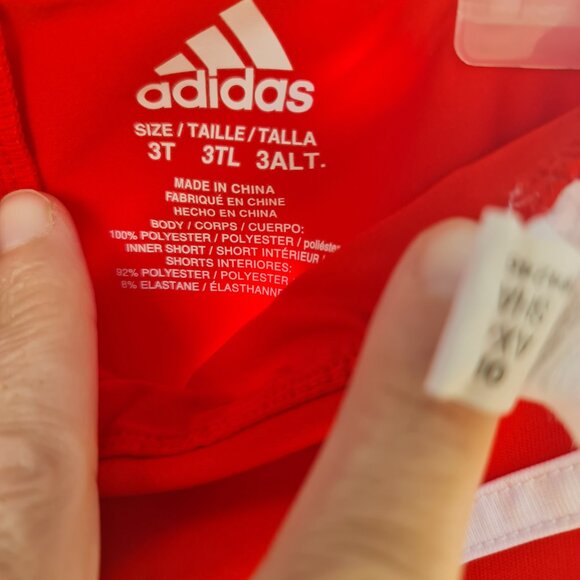 adidas
SIZE / TAILLE / TALLA
3T 3TL 3ALT.
MADE IN CHINA
FABRIQUÉ EN CHINE
HECHO EN CHINA
BODY / CORPS / CUERPO:
100% POLYESTER / POLYESTER / poliéster
INNER SHORT / SHORT INTÉRIEUR /
SHORTS INTERIORES:
92% POLYESTER / POLYESTER
8% ELASTANE / ÉLASTHANNE